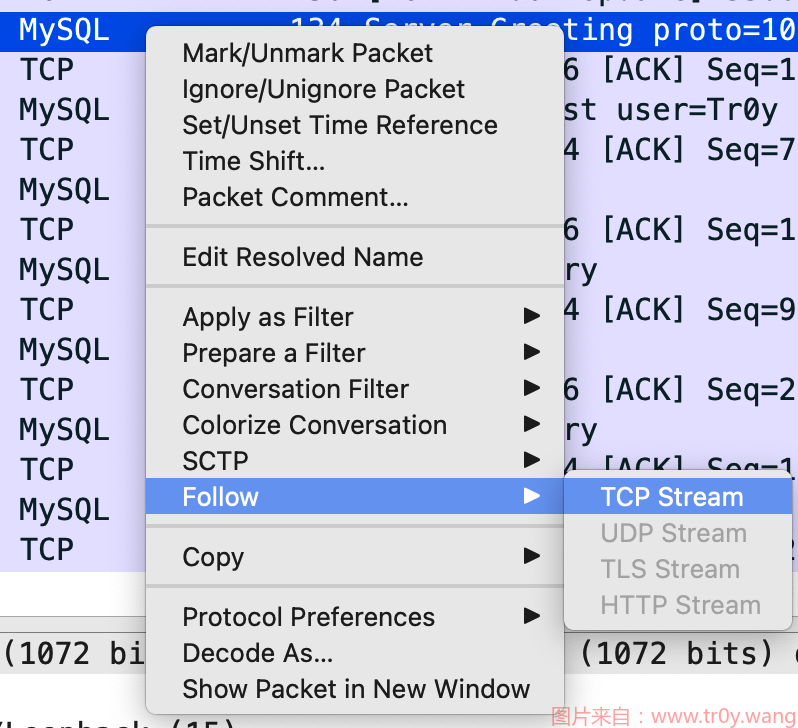 MySQL 134 Server Greeting proto=10
TCP 6 [ACK] Seq=1
MySQL st user=Tr0y
TCP 4 [ACK] Seq=7
MySQL
TCP 6 [ACK] Seq=1
MySQL ry
TCP 4 [ACK] Seq=9
MySQL
TCP 6 [ACK] Seq=2
MySQL ry
TCP 4 [ACK] Seq=1
MySQL
TCP
Mark/Unmark Packet
Ignore/Unignore Packet
Set/Unset Time Reference
Time Shift...
Packet Comment...
Edit Resolved Name
Apply as Filter
Prepare a Filter
Conversation Filter
Colorize Conversation
SCTP
Follow
Copy
Protocol Preferences
Decode As...
Show Packet in New Window
TCP Stream
UDP Stream
TLS Stream
HTTP Stream
(1072 bi (1072 bits)
/Loopback (15)
图片来自：www.tr0y.wang